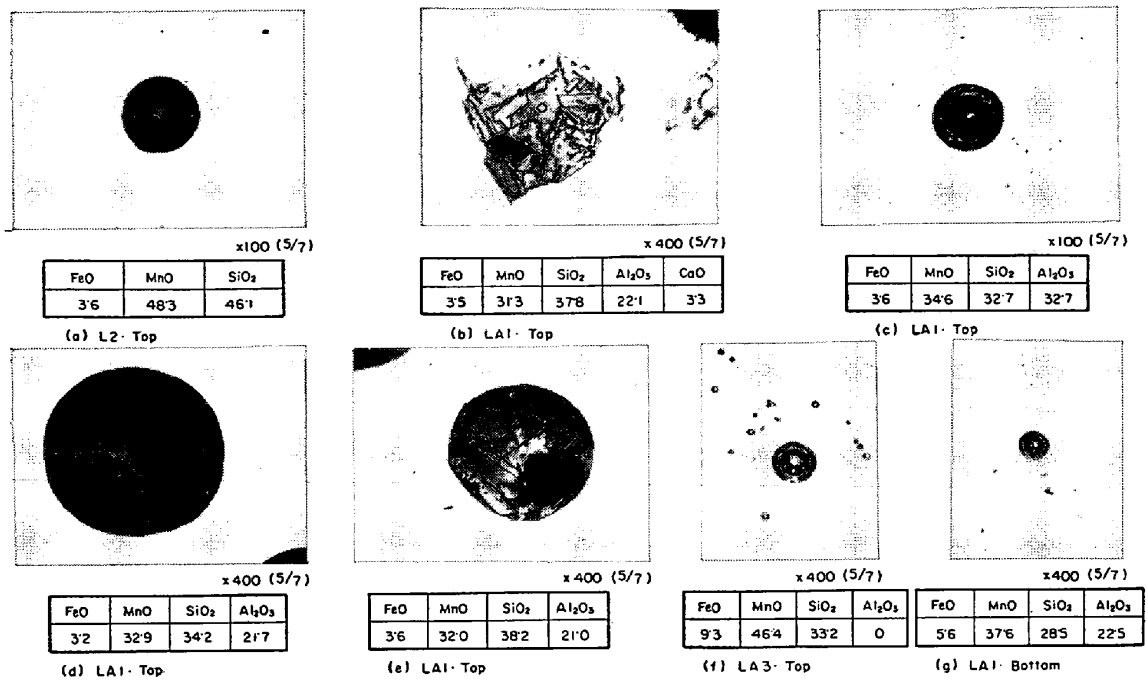 x100 (5/7)
x 400 (5/7)
x100 (5/7)
FeO MnO SiO₂
3·6 48·3 46·1
FeO MnO SiO₂ Al₂O₃ CaO
3·5 31·3 37·8 22·1 3·3
FeO MnO SiO₂ Al₂O₃
3·6 34·6 32·7 32·7
(a) L2· Top
(b) LA1· Top
(c) LA1· Top
x 400 (5/7)
x400 (5/7)
x400 (5/7)
x400 (5/7)
FeO MnO SiO₂ Al₂O₃
3·2 32·9 34·2 21·7
FeO MnO SiO₂ Al₂O₃
3·6 32·0 38·2 21·0
FeO MnO SiO₂ Al₂O₃
9·3 46·4 33·2 0
FeO MnO SiO₂ Al₂O₃
5·6 37·6 28·5 22·5
(d) LA1· Top
(e) LA1· Top
(f) LA3· Top
(g) LA1· Bottom